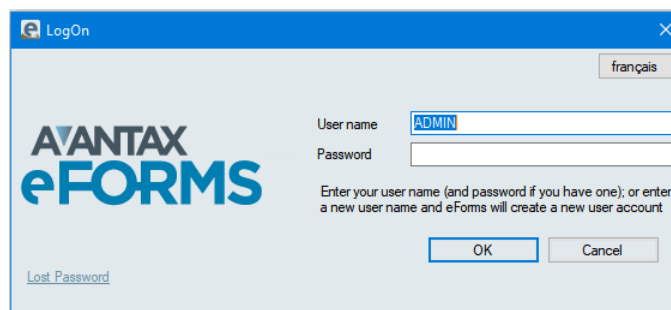 LogOn
français
AVANTAX
eFORMS
User name
ADMIN
Password
Enter your user name (and password if you have one); or enter
a new user name and eForms will create a new user account
OK
Cancel
Lost Password